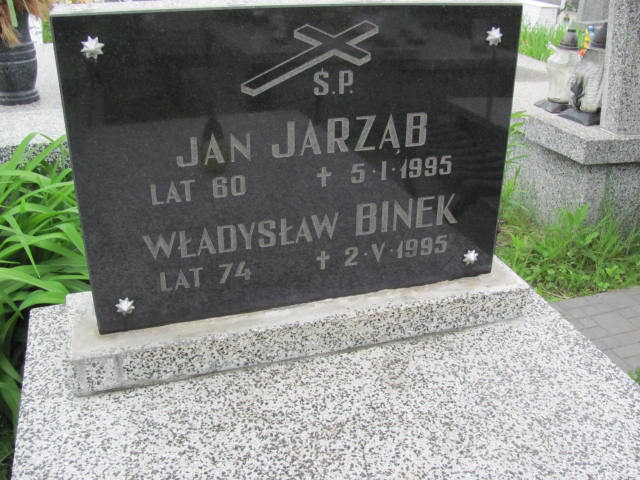 Ś.P.
JAN JARZĄB
LAT 60 † 5·I·1995
WŁADYSŁAW BINEK
LAT 74 † 2·V·1995